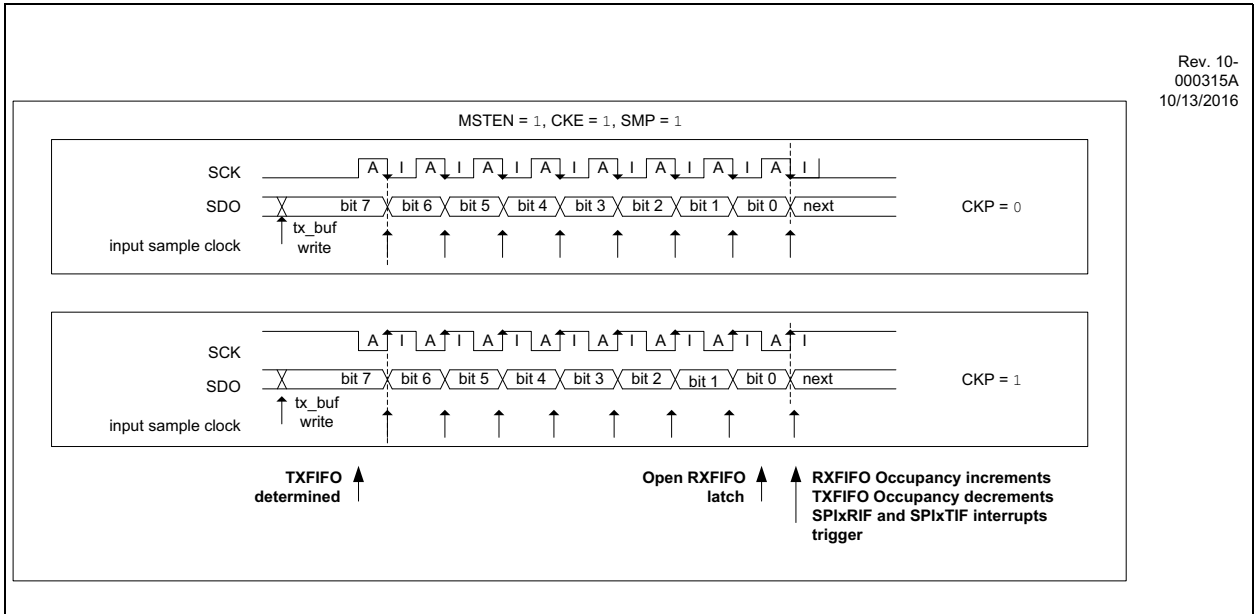 Rev. 10-
000315A
10/13/2016
MSTEN = 1, CKE = 1, SMP = 1
SCK A I A I A I A I A I A I A I A I
SDO bit 7 bit 6 bit 5 bit 4 bit 3 bit 2 bit 1 bit 0 next CKP = 0
tx_buf
write
input sample clock
SCK A I A I A I A I A I A I A I A I
SDO bit 7 bit 6 bit 5 bit 4 bit 3 bit 2 bit 1 bit 0 next CKP = 1
tx_buf
write
input sample clock
TXFIFO
determined
Open RXFIFO
latch
RXFIFO Occupancy increments
TXFIFO Occupancy decrements
SPIxRIF and SPIxTIF interrupts
trigger